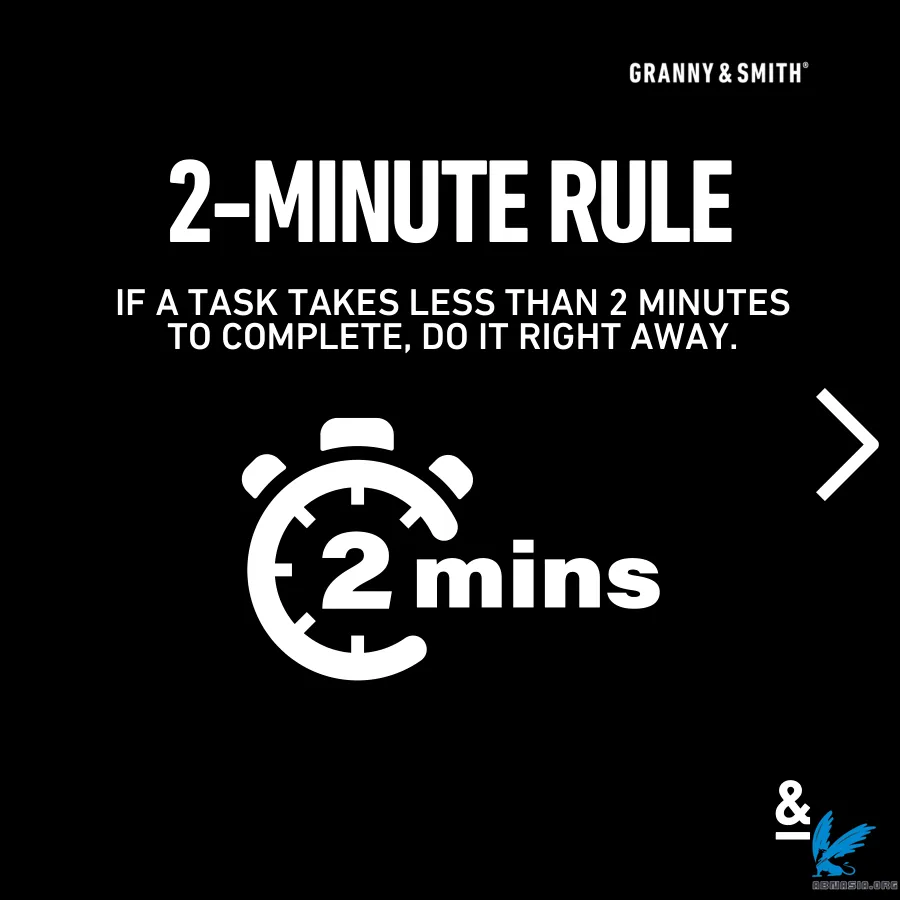 GRANNY & SMITH®
2-MINUTE RULE
IF A TASK TAKES LESS THAN 2 MINUTES
TO COMPLETE, DO IT RIGHT AWAY.
2 mins
&
ABNASIA.ORG